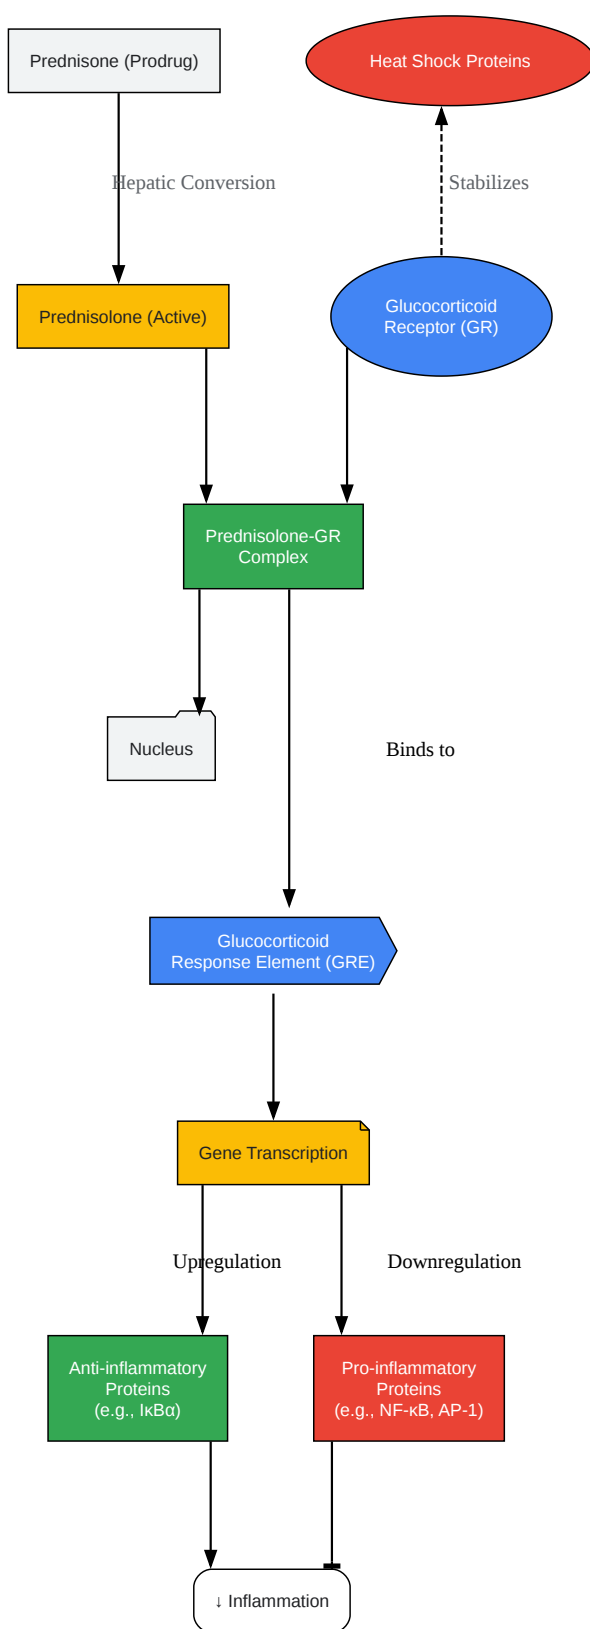 Prednisone (Prodrug)
Heat Shock Proteins
Hepatic Conversion
Stabilizes
Prednisolone (Active)
Glucocorticoid
Receptor (GR)
Prednisolone-GR
Complex
Nucleus
Binds to
Glucocorticoid
Response Element (GRE)
Gene Transcription
Upregulation
Downregulation
Anti-inflammatory
Proteins
(e.g., IκBα)
Pro-inflammatory
Proteins
(e.g., NF-κB, AP-1)
↓ Inflammation